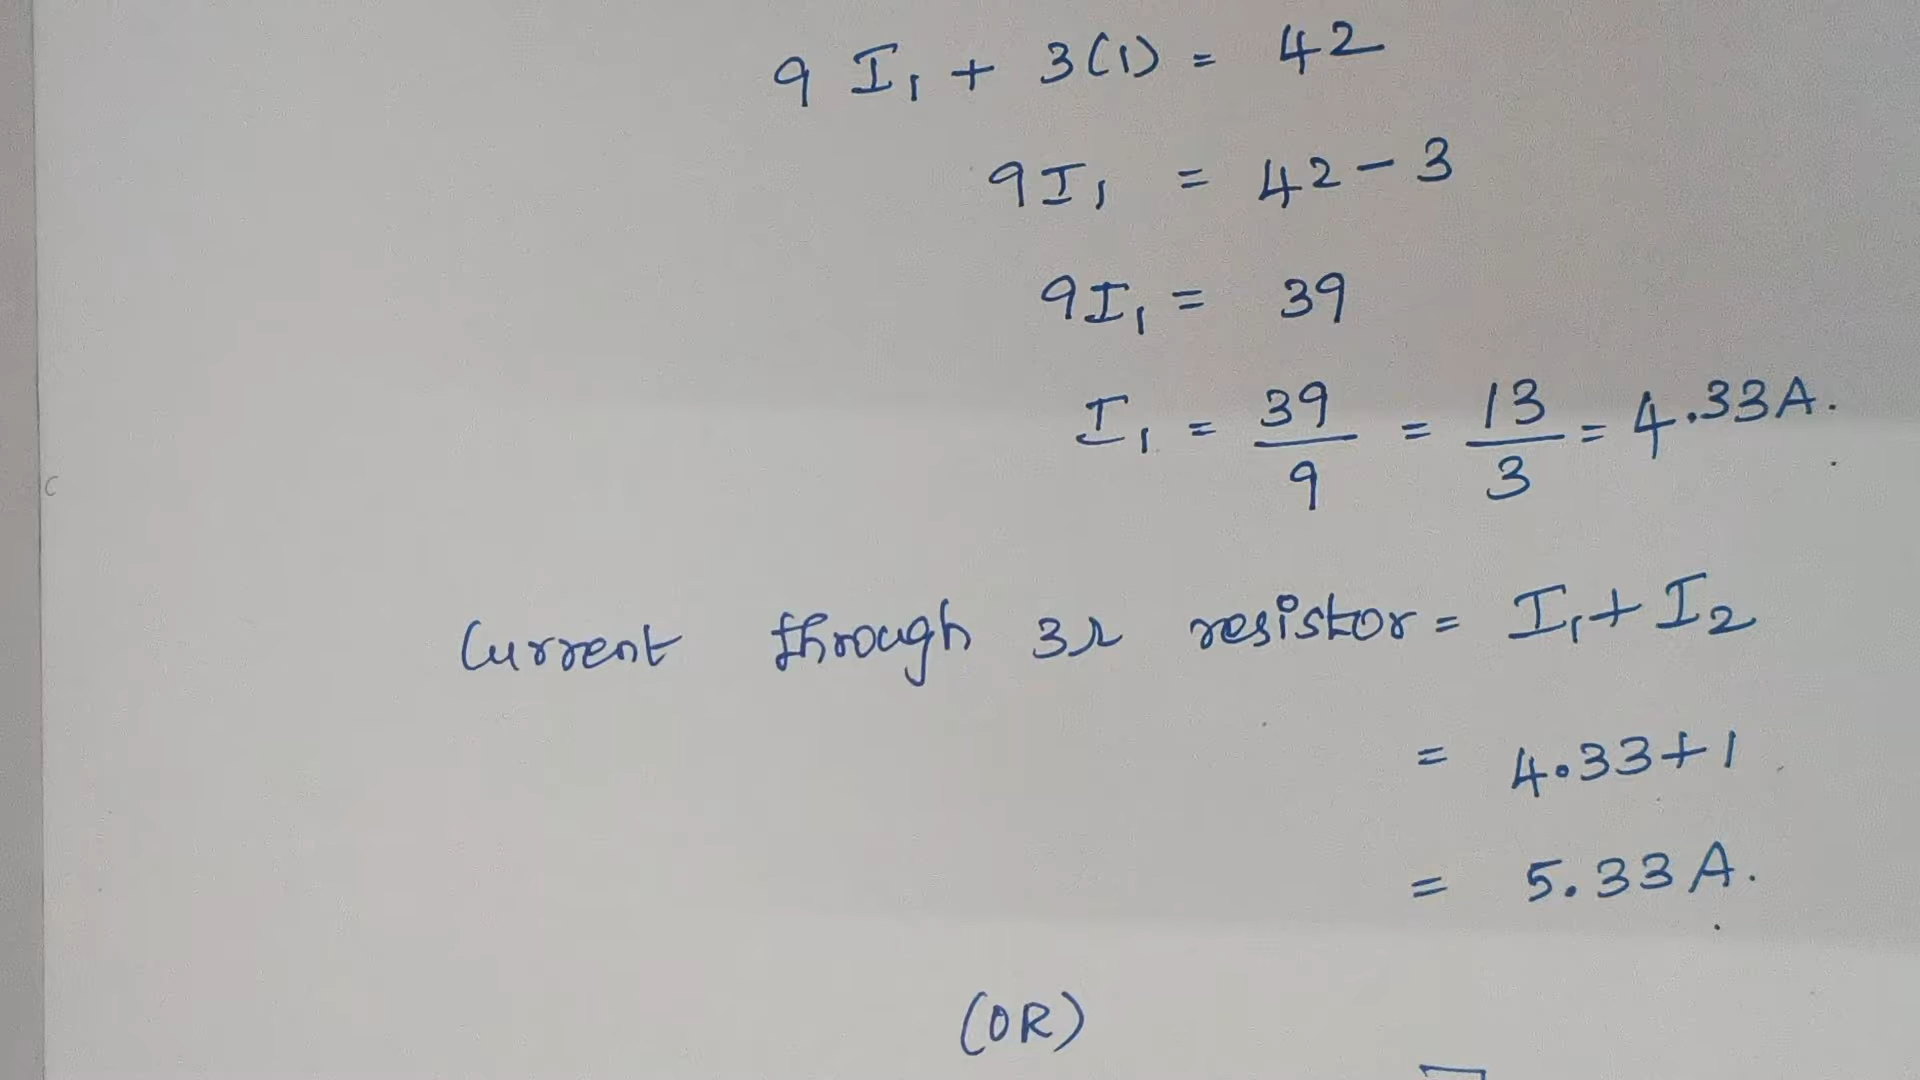 9 I₁ + 3(1) = 42
9I₁ = 42 - 3
9I₁ = 39
I₁ = 39/9 = 13/3 = 4.33A.
Current through 3Ω resistor = I₁ + I₂
= 4.33+1
= 5.33A.
(OR)